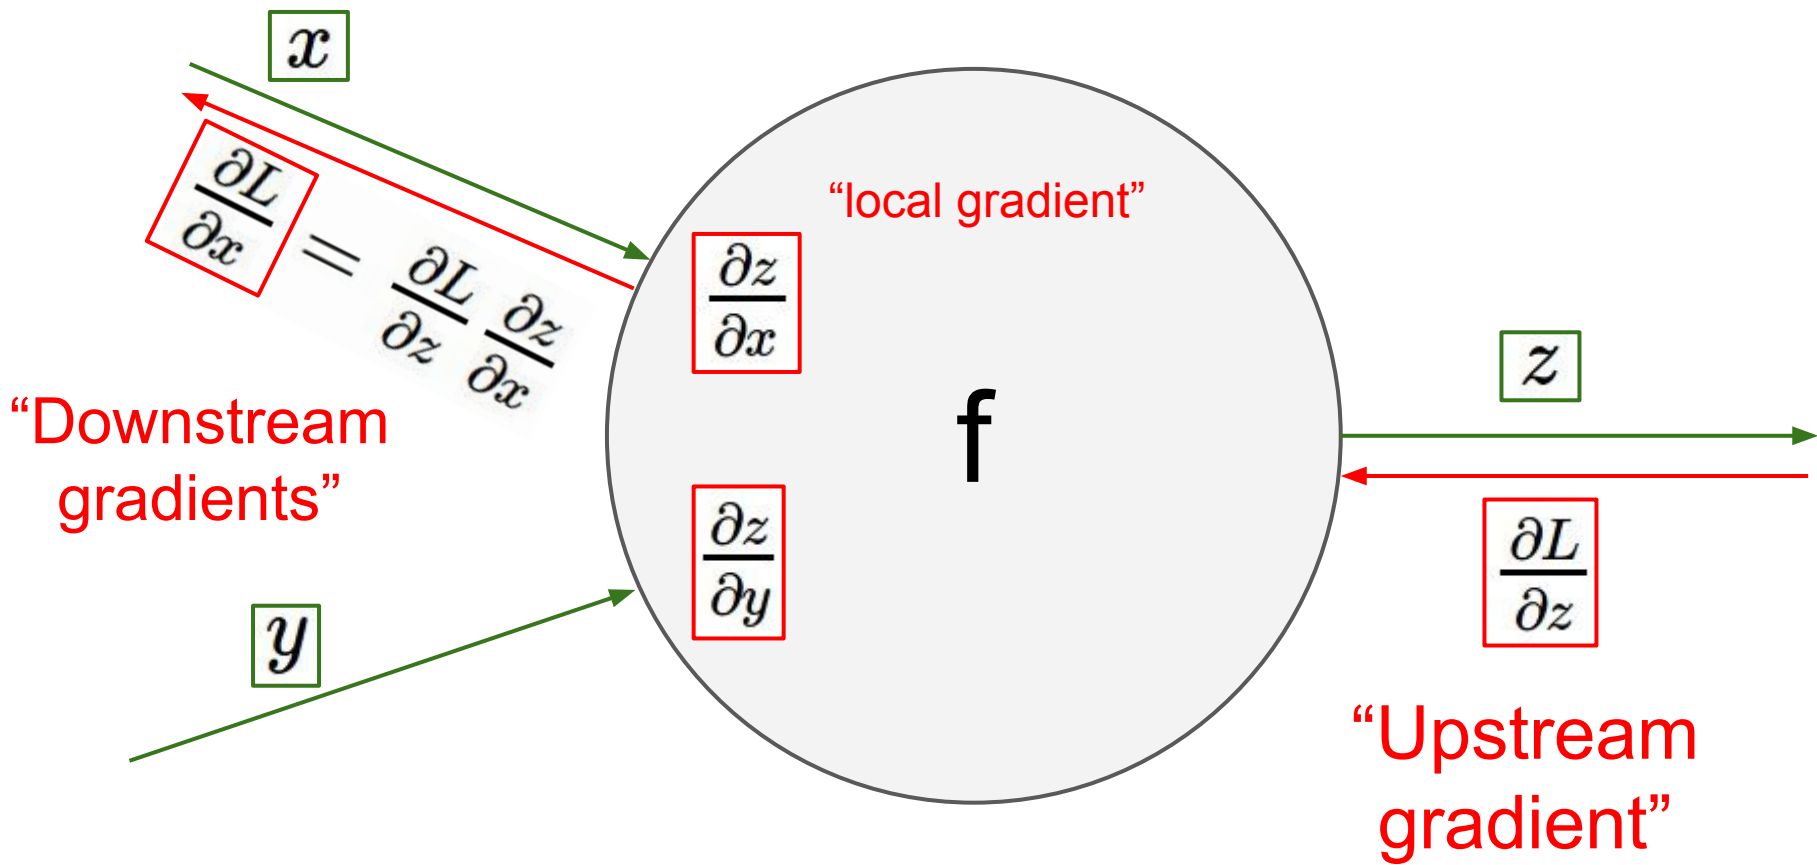 x
∂L/∂x = ∂L/∂z ∂z/∂x
“Downstream
gradients”
y
“local gradient”
∂z/∂x
f
∂z/∂y
z
∂L/∂z
“Upstream
gradient”